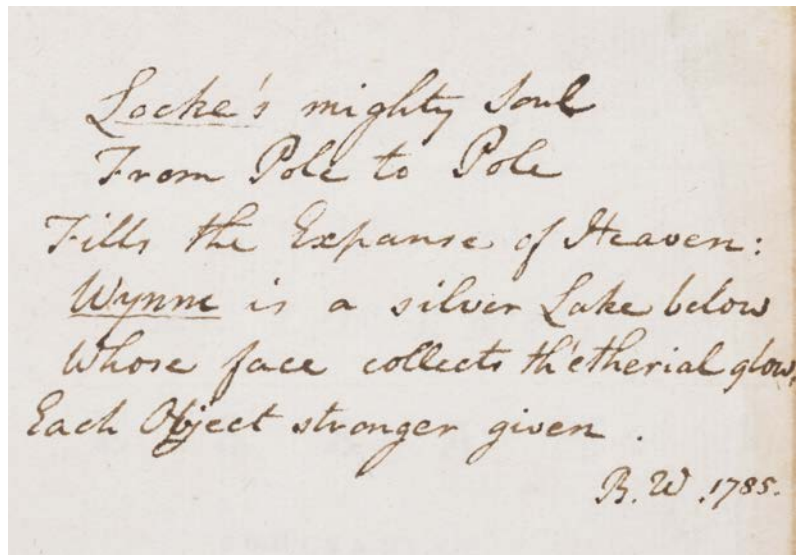 Locke's mighty Soul
From Pole to Pole
Fills the Expanse of Heaven:
Wynne is a silver Lake below
Whose face collects th'etherial glow,
Each Object stronger given.
R. W. 1785.